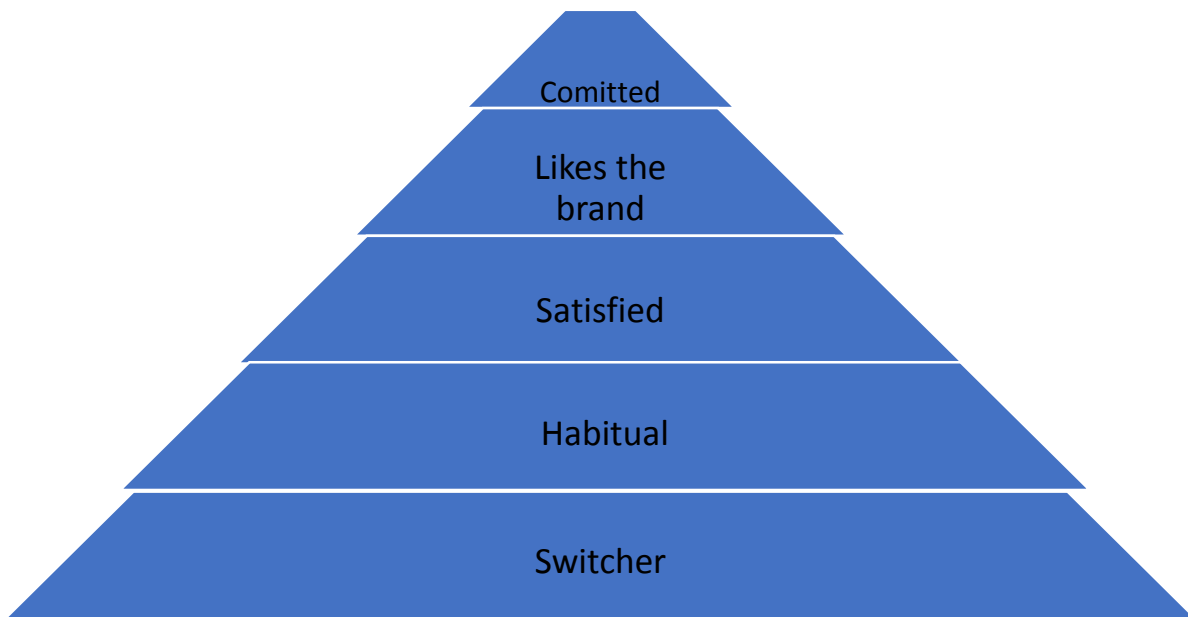 Comitted
Likes the
brand
Satisfied
Habitual
Switcher